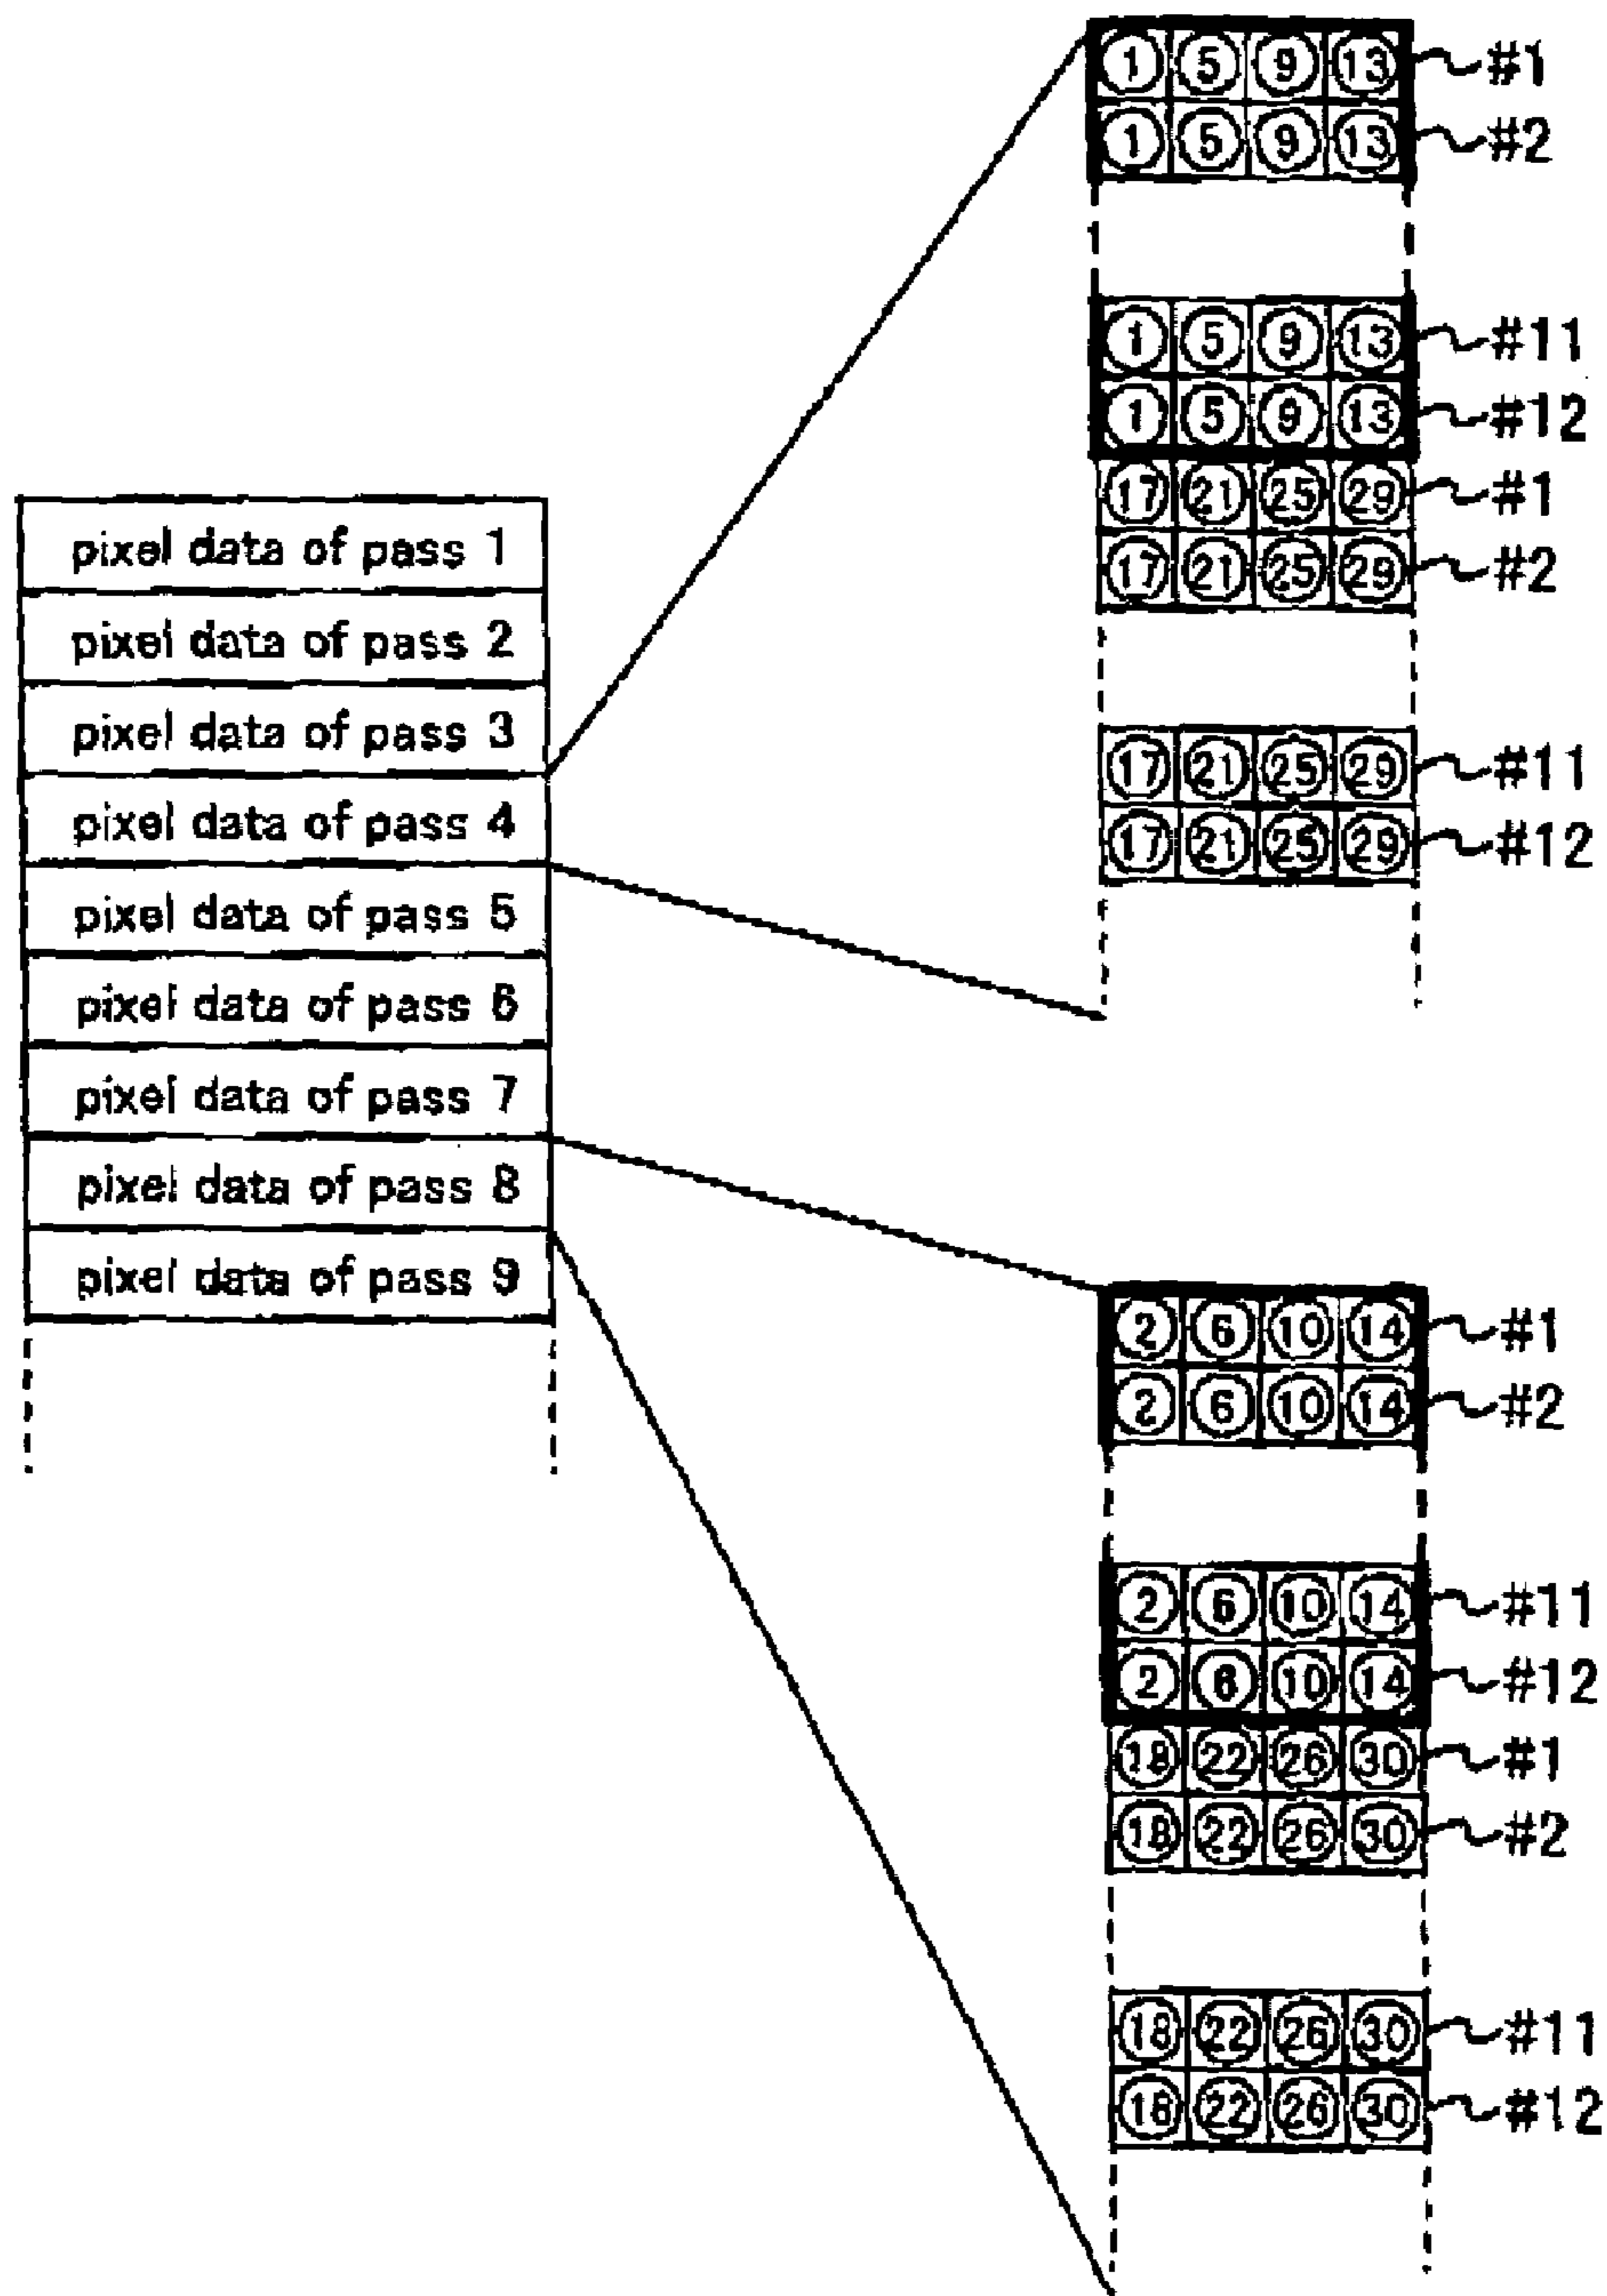 pixel data of pass 1
pixel data of pass 2
pixel data of pass 3
pixel data of pass 4
pixel data of pass 5
pixel data of pass 6
pixel data of pass 7
pixel data of pass 8
pixel data of pass 9
1 5 9 13 #1
1 5 9 13 #2
1 5 9 13 #11
1 5 9 13 #12
17 21 25 29 #1
17 21 25 29 #2
17 21 25 29 #11
17 21 25 29 #12
2 6 10 14 #1
2 6 10 14 #2
2 6 10 14 #11
2 6 10 14 #12
18 22 26 30 #1
18 22 26 30 #2
18 22 26 30 #11
18 22 26 30 #12